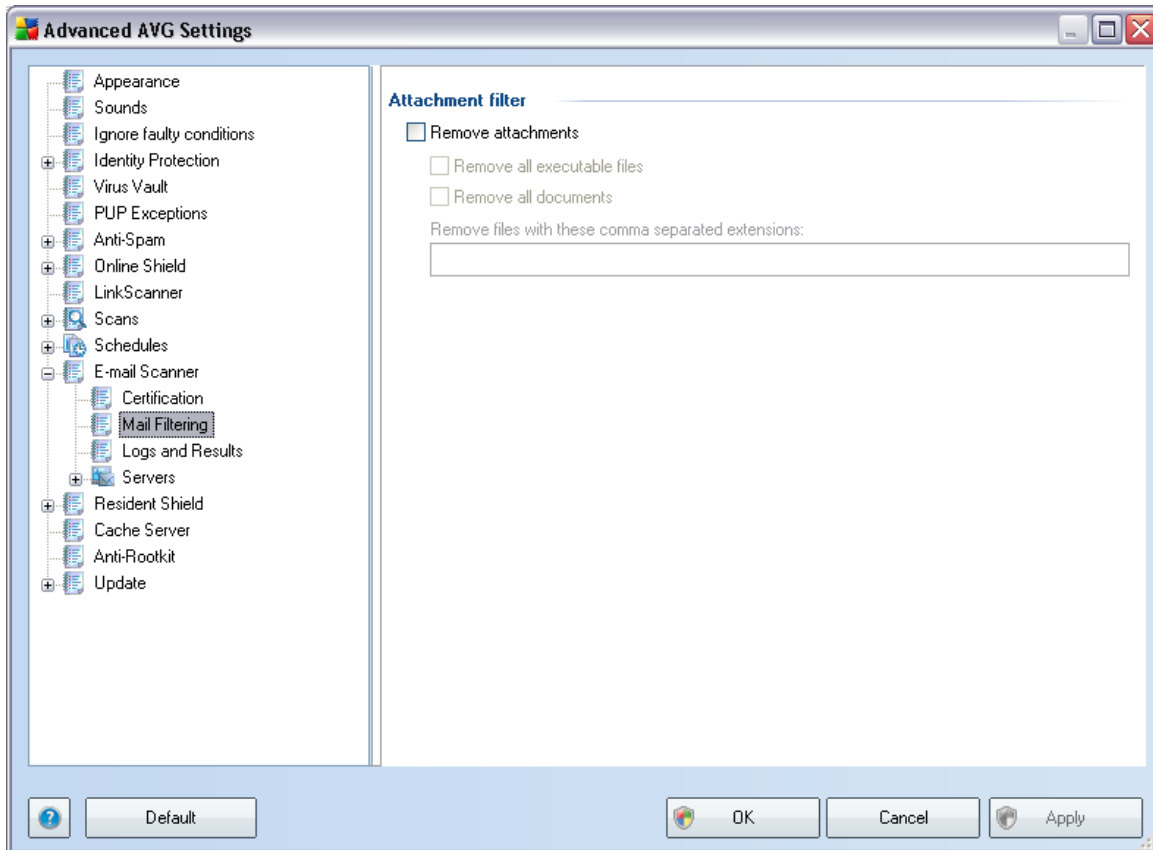 Advanced AVG Settings
Appearance
Sounds
Ignore faulty conditions
Identity Protection
Virus Vault
PUP Exceptions
Anti-Spam
Online Shield
LinkScanner
Scans
Schedules
E-mail Scanner
Certification
Mail Filtering
Logs and Results
Servers
Resident Shield
Cache Server
Anti-Rootkit
Update
Attachment filter
Remove attachments
Remove all executable files
Remove all documents
Remove files with these comma separated extensions:
?
Default
OK
Cancel
Apply